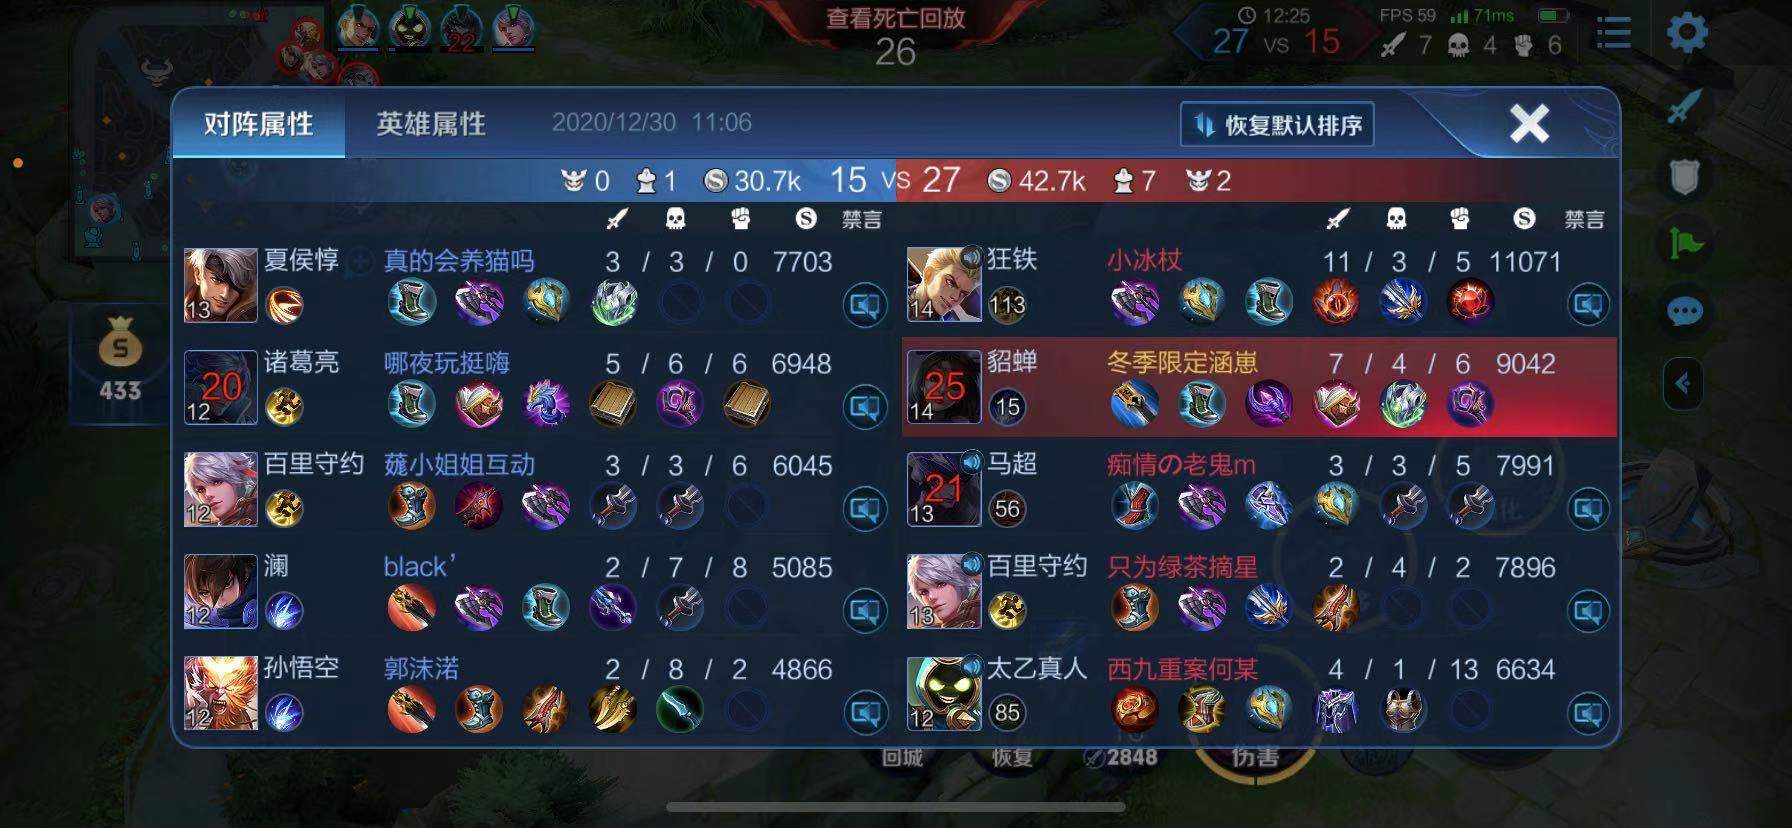 22
查看死亡回放
26
12:25
27 VS 15
FPS 59 71ms
7 4 6
对阵属性 英雄属性 2020/12/30 11:06 恢复默认排序
0 1 30.7k 15 VS 27 42.7k 7 2
禁言 禁言
夏侯惇 真的会养猫吗 3 / 3 / 0 7703
13
狂铁 小冰杖 11 / 3 / 5 11071
14 113
诸葛亮 哪夜玩挺嗨 5 / 6 / 6 6948
20
12
貂蝉 冬季限定涵崽 7 / 4 / 6 9042
25
14 15
百里守约 薿小姐姐互动 3 / 3 / 6 6045
12
马超 痴情の老鬼m 3 / 3 / 5 7991
21
13 56
澜 black’ 2 / 7 / 8 5085
12
百里守约 只为绿茶摘星 2 / 4 / 2 7896
13
孙悟空 郭沫渃 2 / 8 / 2 4866
12
太乙真人 西九重案何某 4 / 1 / 13 6634
12 85
433
回城 恢复 2848 伤害